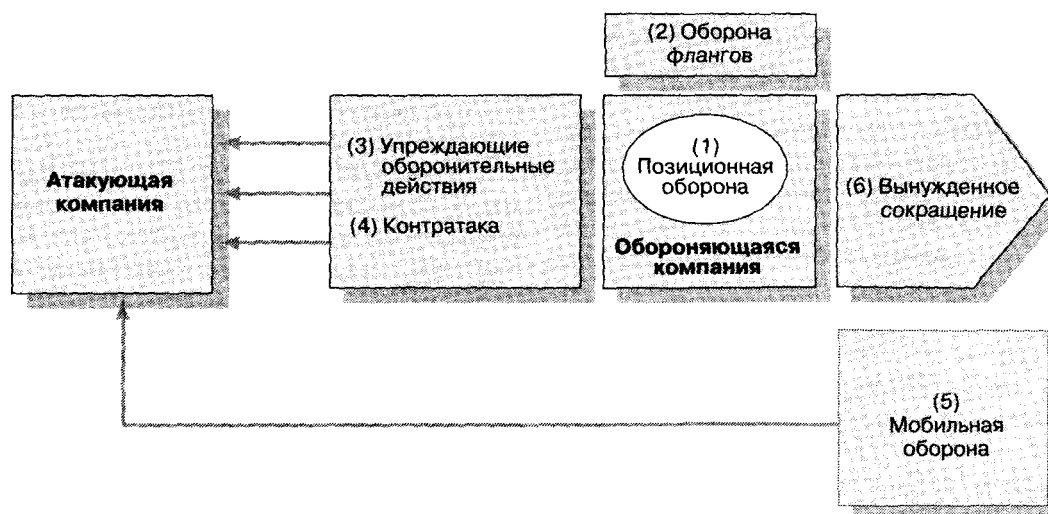 (2) Оборона
флангов
Атакующая
компания
(3) Упреждающие
оборонительные
действия
(4) Контратака
(1)
Позиционная
оборона
Обороняющаяся
компания
(6) Вынужденное
сокращение
(5)
Мобильная
оборона